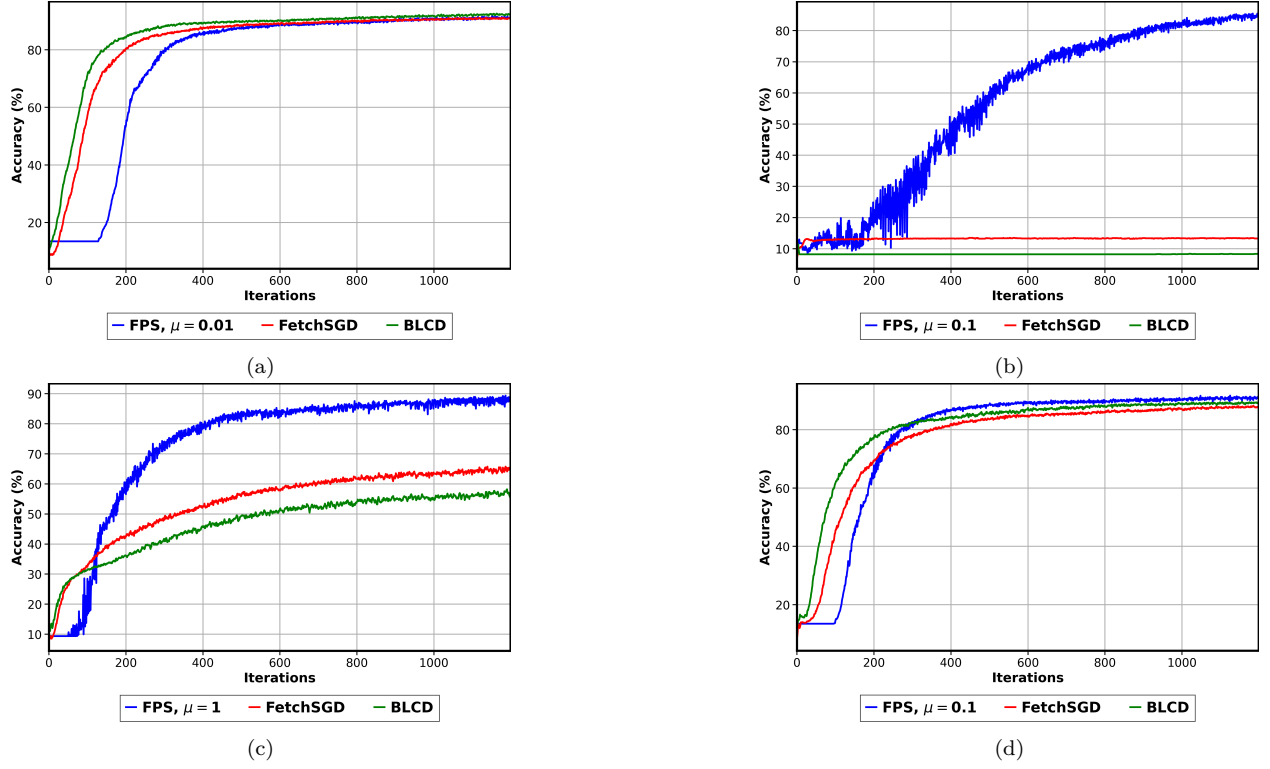 80
60
40
20
0 200 400 600 800 1000
Accuracy (%)
Iterations
FPS, μ = 0.01 FetchSGD BLCD
(a)
80
70
60
50
40
30
20
10
0 200 400 600 800 1000
Accuracy (%)
Iterations
FPS, μ = 0.1 FetchSGD BLCD
(b)
90
80
70
60
50
40
30
20
10
0 200 400 600 800 1000
Accuracy (%)
Iterations
FPS, μ = 1 FetchSGD BLCD
(c)
80
60
40
20
0 200 400 600 800 1000
Accuracy (%)
Iterations
FPS, μ = 0.1 FetchSGD BLCD
(d)